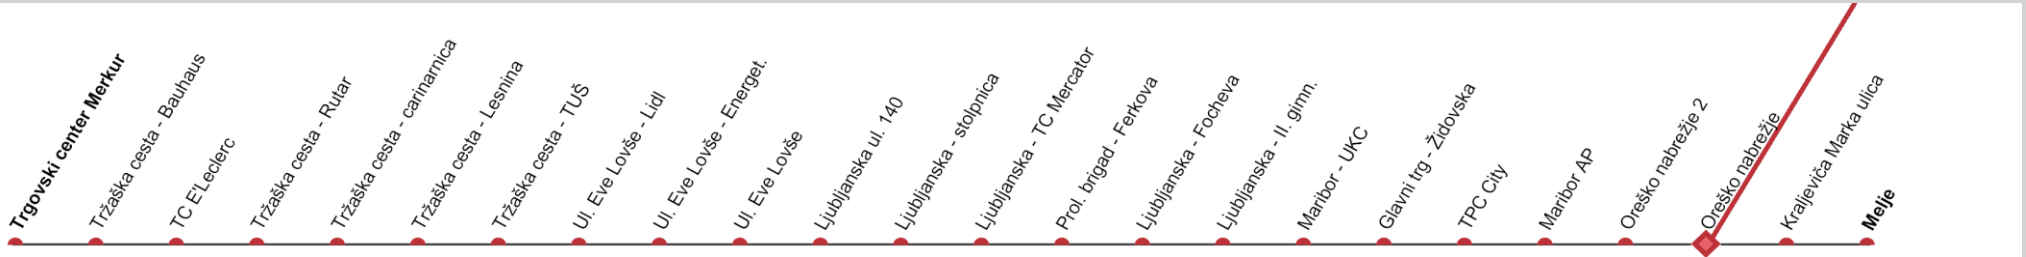 Trgovski center Merkur
Tržaška cesta - Bauhaus
TC E'Leclerc
Tržaška cesta - Rutar
Tržaška cesta - carinarnica
Tržaška cesta - Lesnina
Tržaška cesta - TUŠ
Ul. Eve Lovše - Lidl
Ul. Eve Lovše - Energet.
Ul. Eve Lovše
Ljubljanska ul. 140
Ljubljanska - stolpnica
Ljubljanska - TC Mercator
Prol. brigad - Ferkova
Ljubljanska - Focheva
Ljubljanska - II. gimn.
Maribor - UKC
Glavni trg - Židovska
TPC City
Maribor AP
Oreško nabrežje 2
Oreško nabrežje
Kraljeviča Marka ulica
Melje